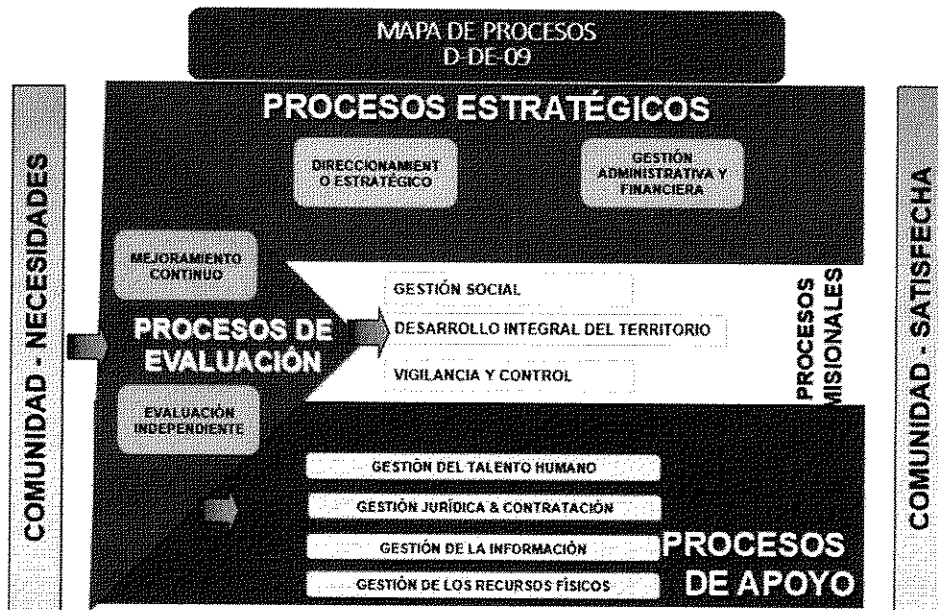 MAPA DE PROCESOS
D-DE-09
PROCESOS ESTRATÉGICOS
DIRECCIONAMIENT
O ESTRATÉGICO
GESTIÓN
ADMINISTRATIVA Y
FINANCIERA
COMUNIDAD - NECESIDADES
MEJORAMIENTO
CONTINUO
PROCESOS DE
EVALUACIÓN
EVALUACIÓN
INDEPENDIENTE
GESTIÓN SOCIAL
DESARROLLO INTEGRAL DEL TERRITORIO
VIGILANCIA Y CONTROL
PROCESOS
MISIONALES
GESTIÓN DEL TALENTO HUMANO
GESTIÓN JURÍDICA & CONTRATACIÓN
GESTIÓN DE LA INFORMACIÓN
GESTIÓN DE LOS RECURSOS FÍSICOS
PROCESOS
DE APOYO
COMUNIDAD - SATISFECHA